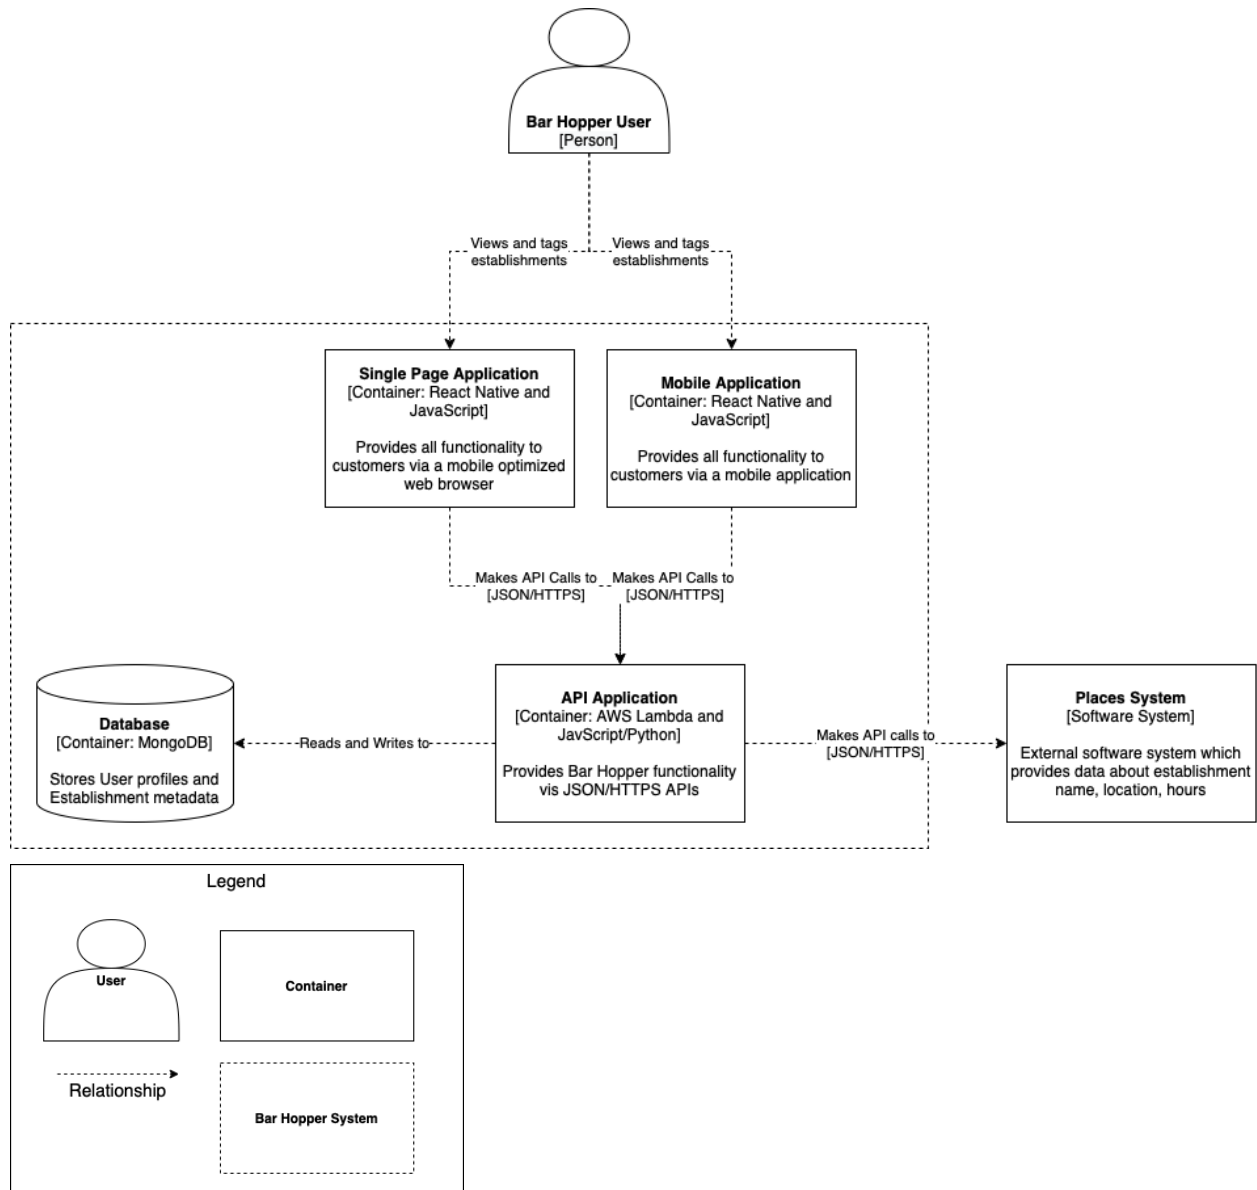 Bar Hopper User
[Person]
Views and tags
establishments
Views and tags
establishments
Single Page Application
[Container: React Native and
JavaScript]
Provides all functionality to
customers via a mobile optimized
web browser
Mobile Application
[Container: React Native and
JavaScript]
Provides all functionality to
customers via a mobile application
Makes API Calls to
[JSON/HTTPS]
Makes API Calls to
[JSON/HTTPS]
Database
[Container: MongoDB]
Stores User profiles and
Establishment metadata
Reads and Writes to
API Application
[Container: AWS Lambda and
JavScript/Python]
Provides Bar Hopper functionality
vis JSON/HTTPS APIs
Makes API calls to
[JSON/HTTPS]
Places System
[Software System]
External software system which
provides data about establishment
name, location, hours
Legend
User
Container
Relationship
Bar Hopper System